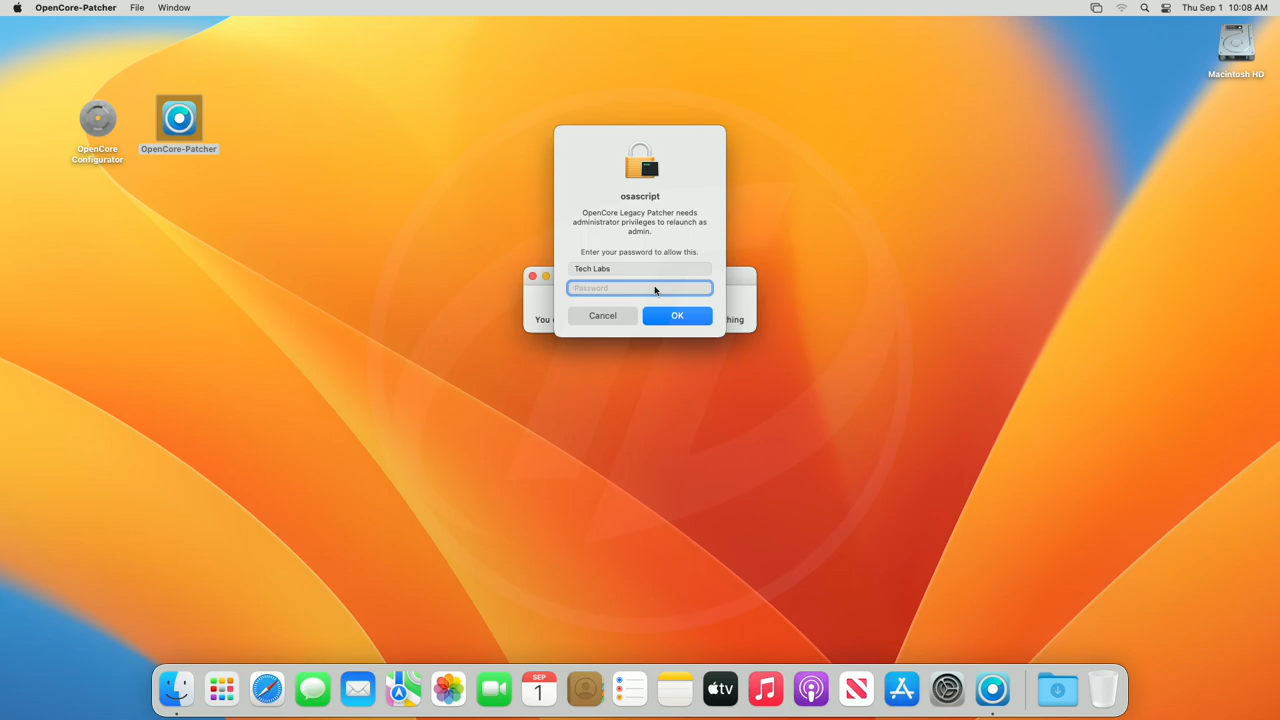 OpenCore-Patcher File Window Thu Sep 1 10:08 AM
Macintosh HD
OpenCore
Configurator
OpenCore-Patcher
osascript
OpenCore Legacy Patcher needs
administrator privileges to relaunch as
admin.
Enter your password to allow this.
Tech Labs
Password
Cancel OK
You
hing
SEP
1
tv